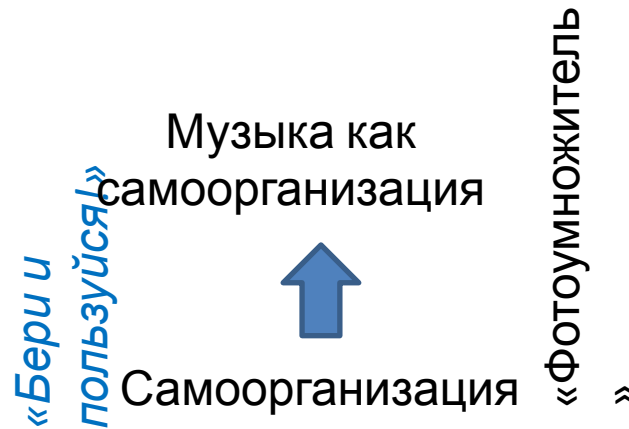 «Бери и
пользуйся!»
Музыка как
самоорганизация
Самоорганизация
«Фотоумножитель
»